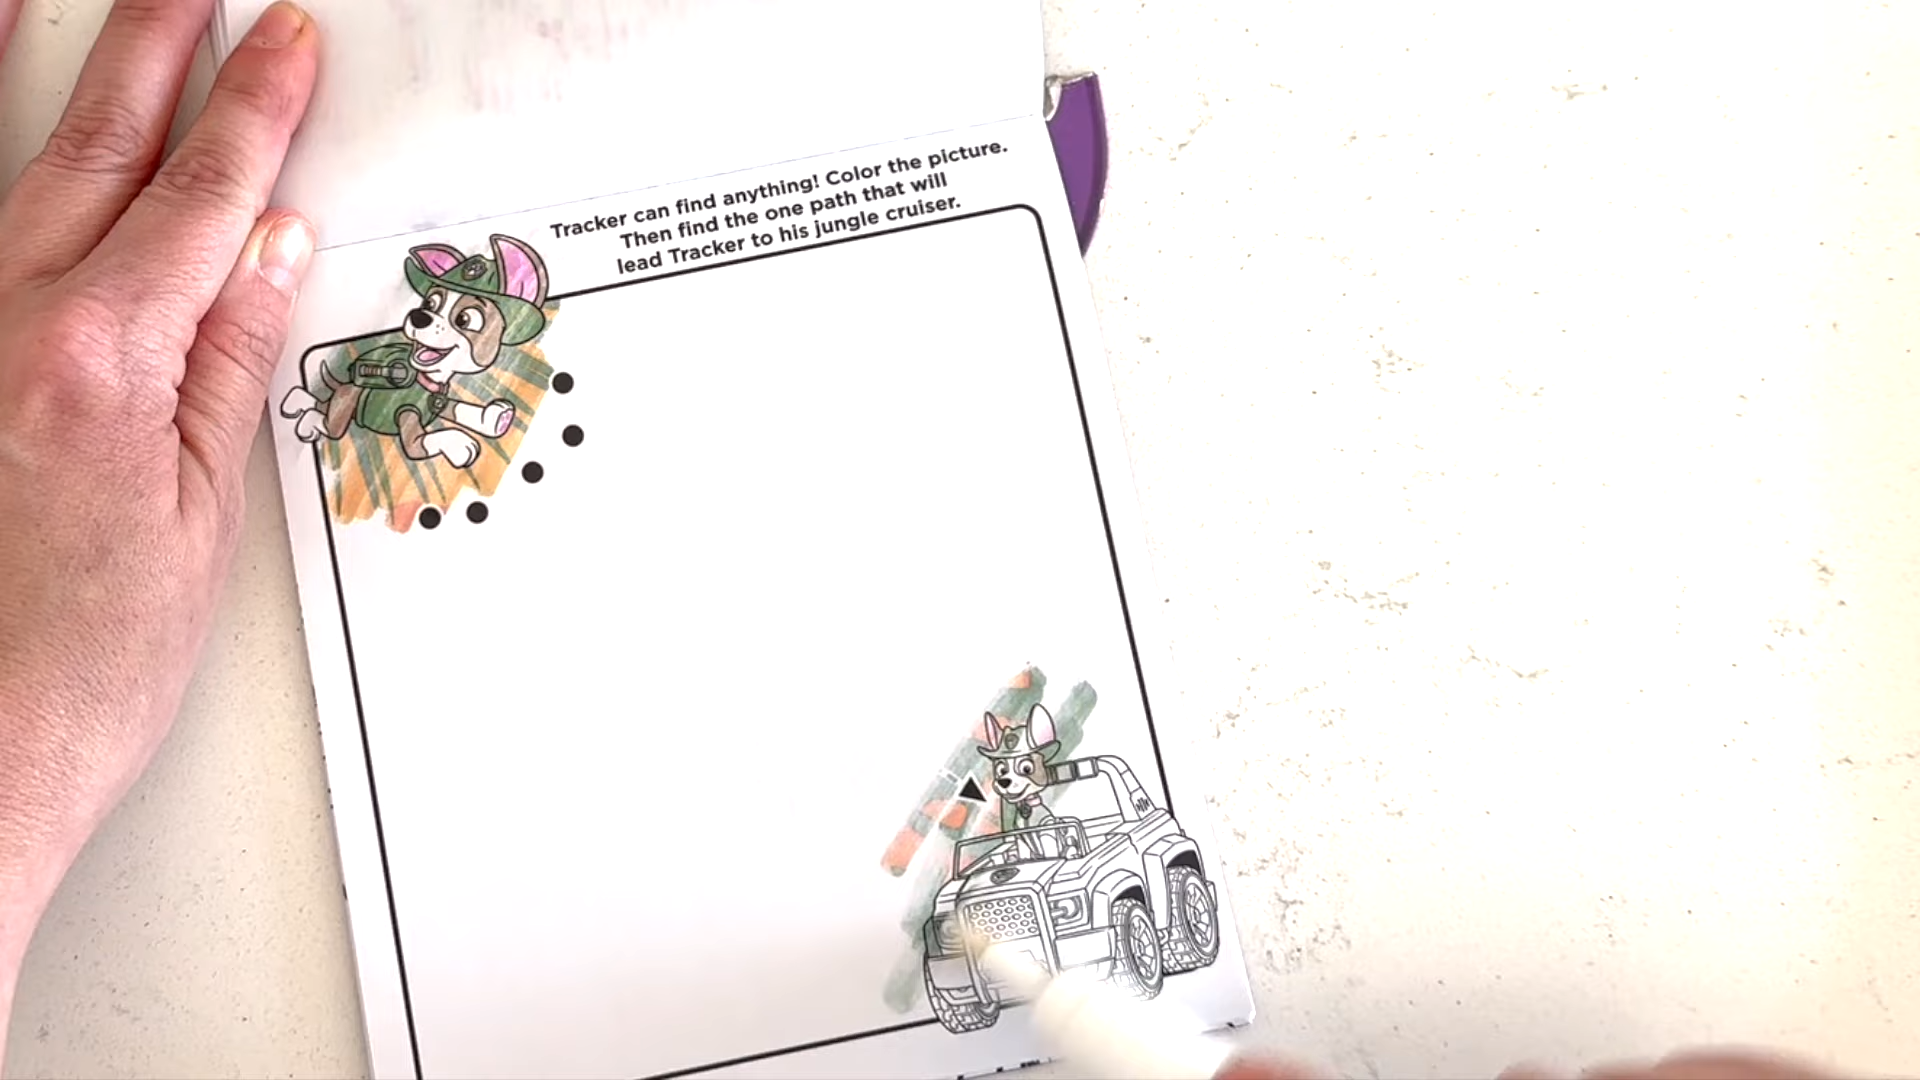 Tracker can find anything! Color the picture.
Then find the one path that will
lead Tracker to his jungle cruiser.